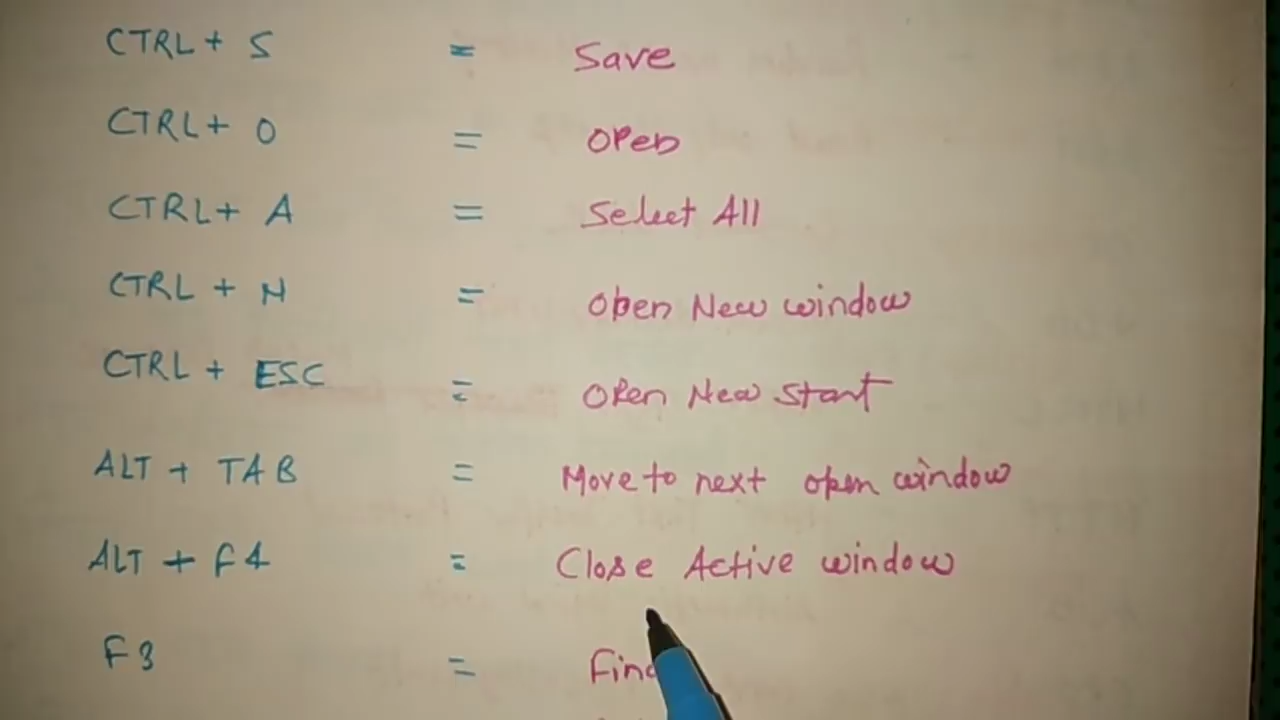 CTRL + S = Save
CTRL + O = Open
CTRL + A = Select All
CTRL + N = Open New window
CTRL + ESC = Open New Start
ALT + TAB = Move to next open window
ALT + F4 = Close Active window
F3 =